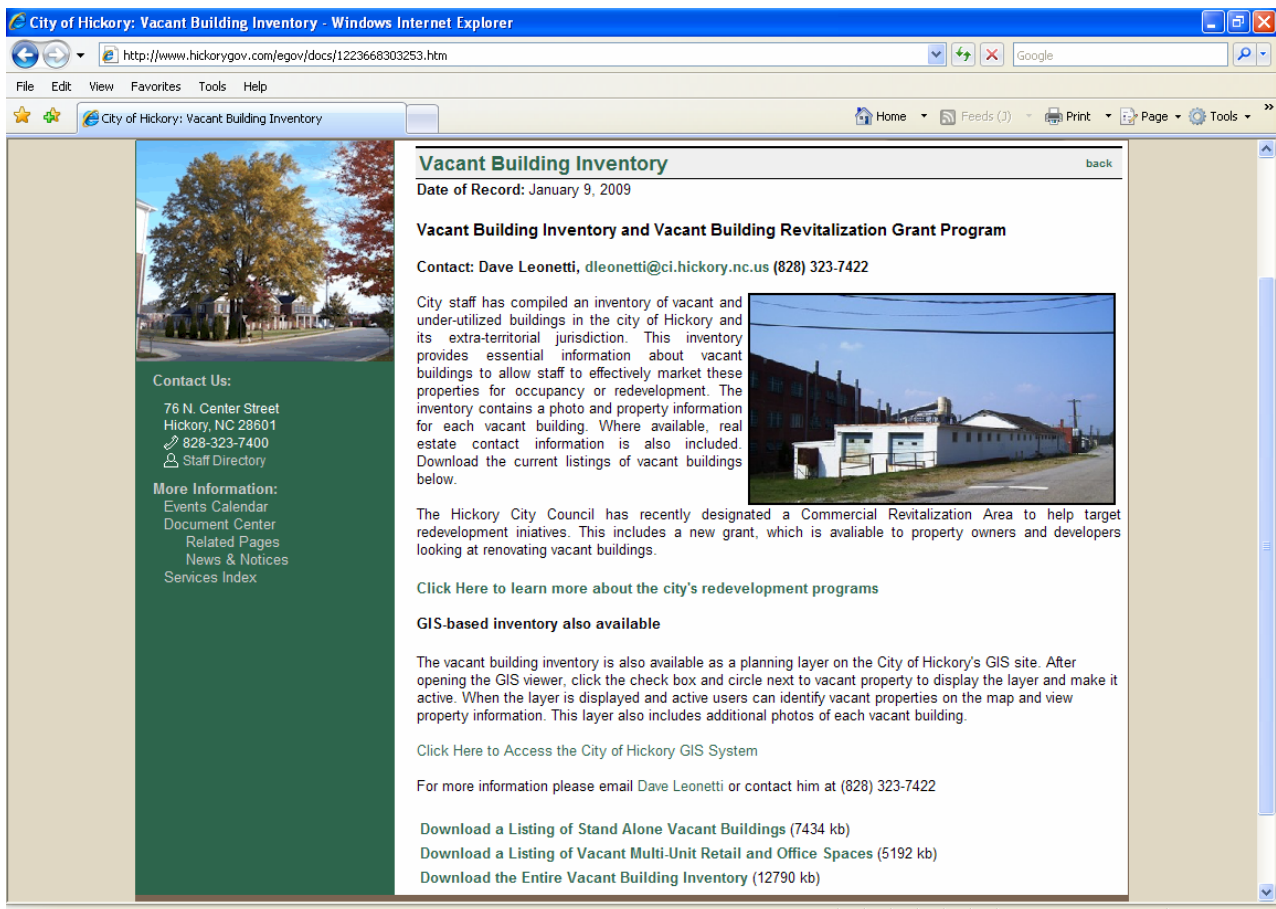 City of Hickory: Vacant Building Inventory - Windows Internet Explorer
http://www.hickorygov.com/egov/docs/1223668303253.htm
Google
File Edit View Favorites Tools Help
City of Hickory: Vacant Building Inventory
Home Feeds (J) Print Page Tools »
Vacant Building Inventory
back
Date of Record: January 9, 2009
Vacant Building Inventory and Vacant Building Revitalization Grant Program
Contact: Dave Leonetti, dleonetti@ci.hickory.nc.us (828) 323-7422
City staff has compiled an inventory of vacant and
under-utilized buildings in the city of Hickory and
its extra-territorial jurisdiction. This inventory
provides essential information about vacant
buildings to allow staff to effectively market these
properties for occupancy or redevelopment. The
inventory contains a photo and property information
for each vacant building. Where available, real
estate contact information is also included.
Download the current listings of vacant buildings
below.
The Hickory City Council has recently designated a Commercial Revitalization Area to help target
redevelopment iniatives. This includes a new grant, which is avaliable to property owners and developers
looking at renovating vacant buildings.
Click Here to learn more about the city's redevelopment programs
GIS-based inventory also available
The vacant building inventory is also available as a planning layer on the City of Hickory's GIS site. After
opening the GIS viewer, click the check box and circle next to vacant property to display the layer and make it
active. When the layer is displayed and active users can identify vacant properties on the map and view
property information. This layer also includes additional photos of each vacant building.
Click Here to Access the City of Hickory GIS System
For more information please email Dave Leonetti or contact him at (828) 323-7422
Download a Listing of Stand Alone Vacant Buildings (7434 kb)
Download a Listing of Vacant Multi-Unit Retail and Office Spaces (5192 kb)
Download the Entire Vacant Building Inventory (12790 kb)
Contact Us:
76 N. Center Street
Hickory, NC 28601
828-323-7400
Staff Directory
More Information:
Events Calendar
Document Center
Related Pages
News & Notices
Services Index